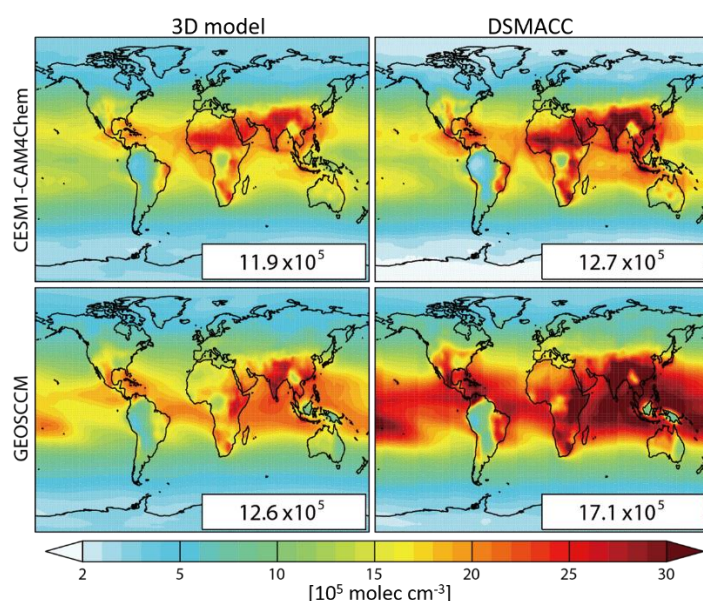 3D model
DSMACC
CESM1-CAM4Chem
11.9 x10⁵
12.7 x10⁵
GEOSCCM
12.6 x10⁵
17.1 x10⁵
2 5 10 15 20 25 30
[10⁵ molec cm⁻³]